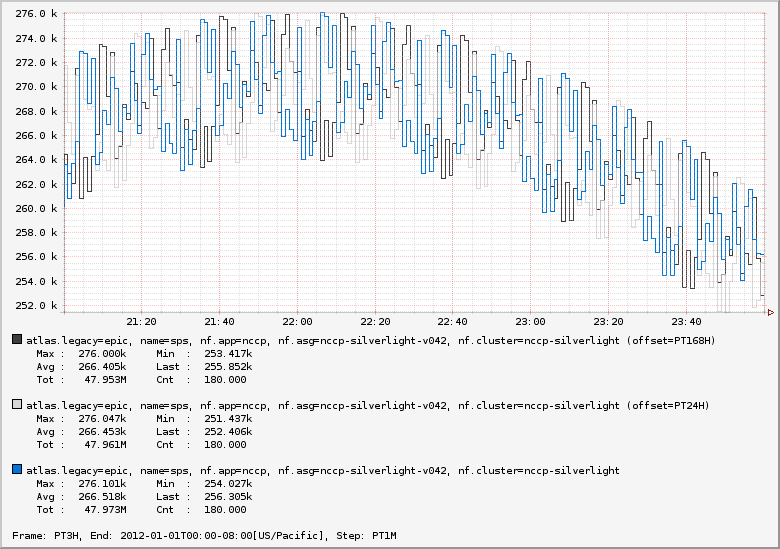 276.0 k
274.0 k
272.0 k
270.0 k
268.0 k
266.0 k
264.0 k
262.0 k
260.0 k
258.0 k
256.0 k
254.0 k
252.0 k
21:20 21:40 22:00 22:20 22:40 23:00 23:20 23:40
atlas.legacy=epic, name=sps, nf.app=nccp, nf.asg=nccp-silverlight-v042, nf.cluster=nccp-silverlight (offset=PT168H)
Max : 276.000k Min : 253.417k
Avg : 266.405k Last : 255.852k
Tot : 47.953M Cnt : 180.000
atlas.legacy=epic, name=sps, nf.app=nccp, nf.asg=nccp-silverlight-v042, nf.cluster=nccp-silverlight (offset=PT24H)
Max : 276.047k Min : 251.437k
Avg : 266.453k Last : 252.406k
Tot : 47.961M Cnt : 180.000
atlas.legacy=epic, name=sps, nf.app=nccp, nf.asg=nccp-silverlight-v042, nf.cluster=nccp-silverlight
Max : 276.101k Min : 254.027k
Avg : 266.518k Last : 256.305k
Tot : 47.973M Cnt : 180.000
Frame: PT3H, End: 2012-01-01T00:00-08:00[US/Pacific], Step: PT1M